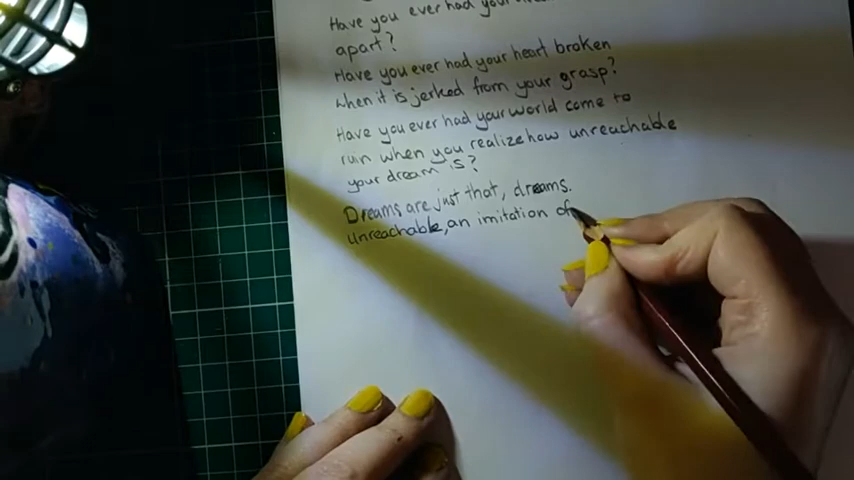 Have you ever had your
apart?
Have you ever had your heart broken
when it is jerked from your grasp?
Have you ever had your world come to
ruin when you realize how unreachable
your dream is?
Dreams are just that, dreams.
Unreachable, an imitation of